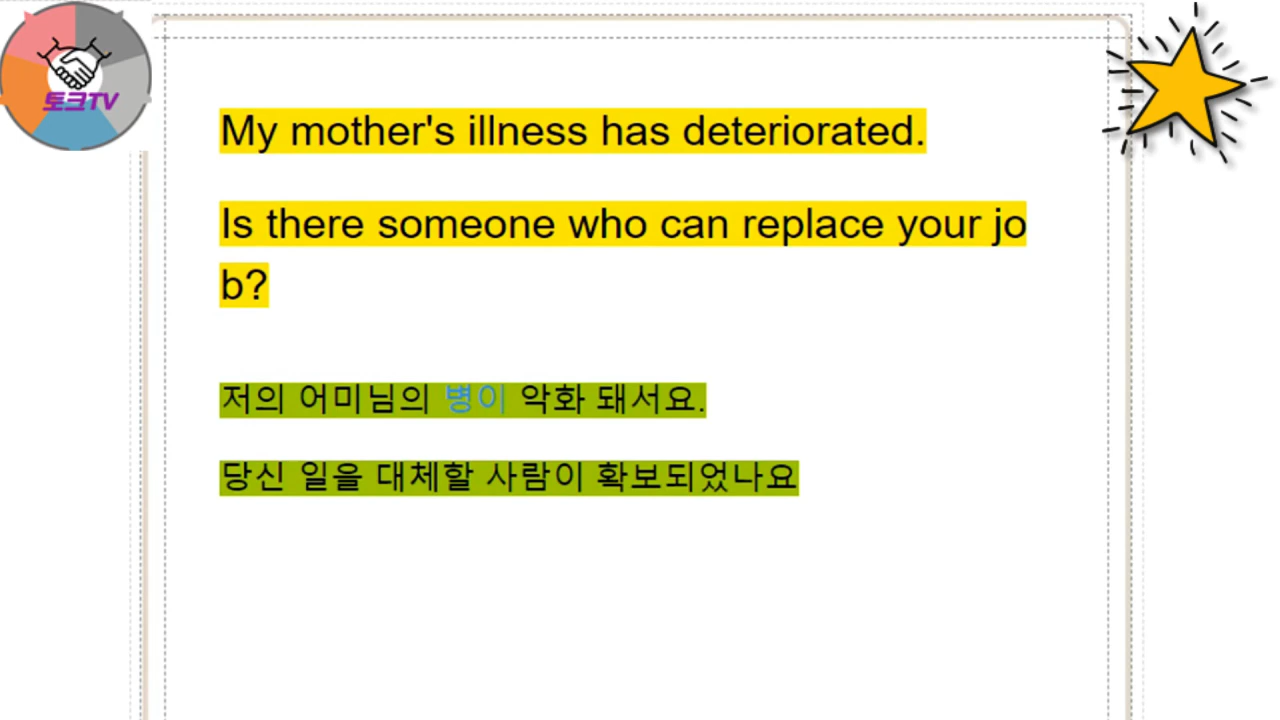 토크TV
My mother's illness has deteriorated.
Is there someone who can replace your jo
b?
저의 어미님의 병이 악화 돼서요.
당신 일을 대체할 사람이 확보되었나요